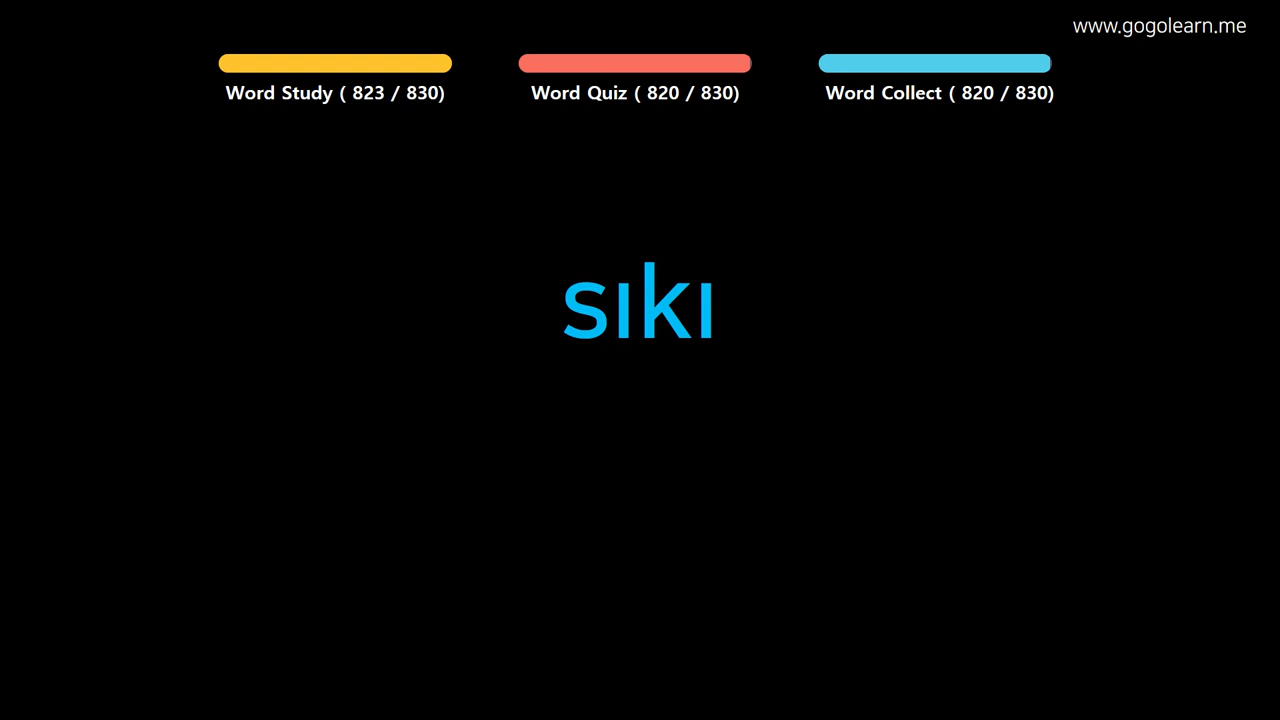 www.gogolearn.me
Word Study ( 823 / 830)
Word Quiz ( 820 / 830)
Word Collect ( 820 / 830)
sıkı